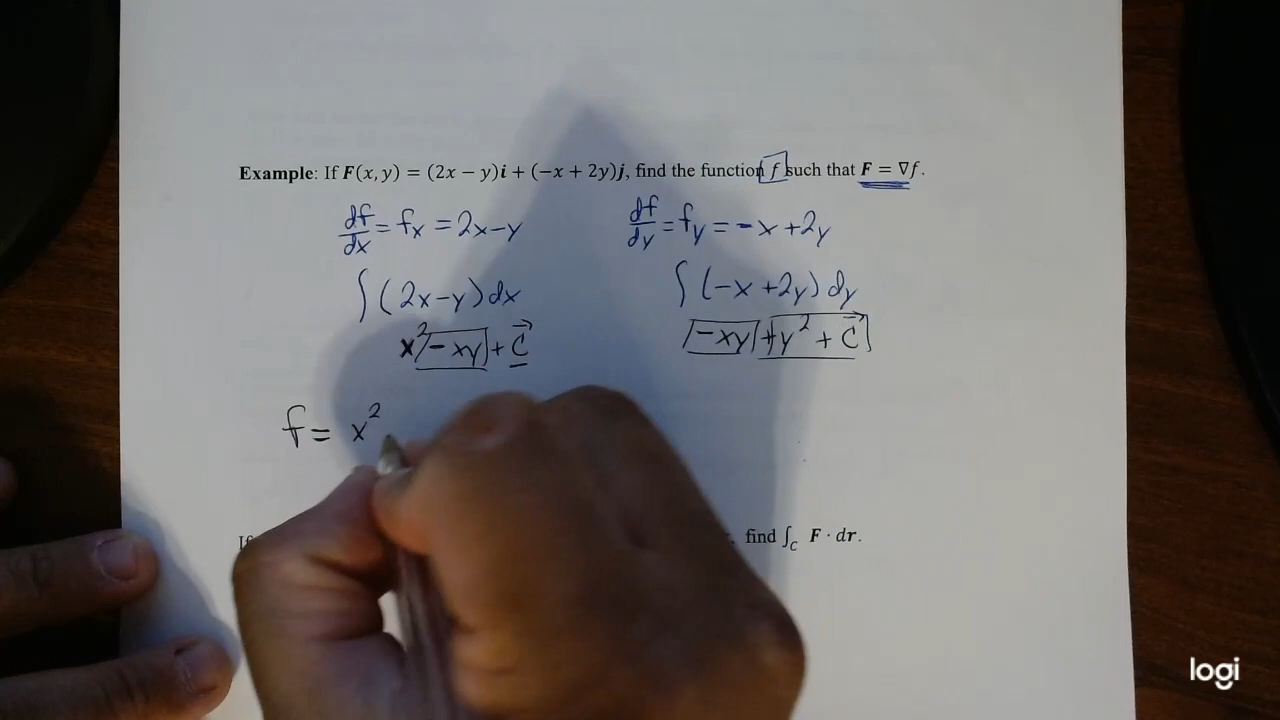 Example: If F(x, y) = (2x − y)i + (−x + 2y)j, find the function f such that F = ∇f.
df/dx = fx = 2x−y
df/dy = fy = −x+2y
∫(2x−y)dx
∫(−x+2y)dy
x² − xy + C⃗
−xy + y² + C⃗
f = x²
find ∫C F · dr.
logi